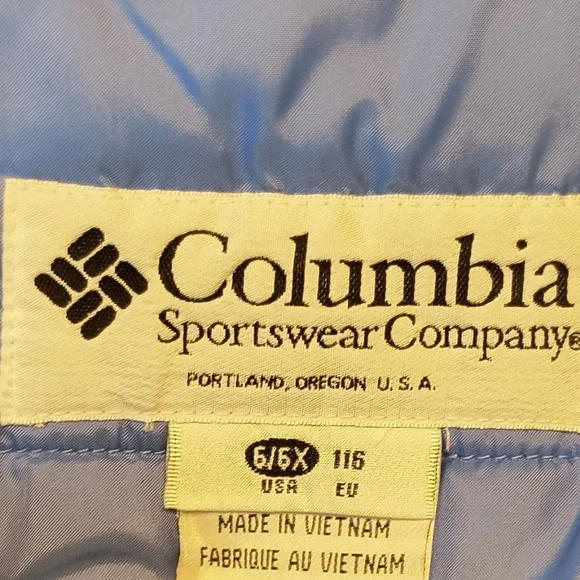 Columbia
Sportswear Company®
PORTLAND, OREGON U.S.A.
6/6X 116
USA EU
MADE IN VIETNAM
FABRIQUE AU VIETNAM